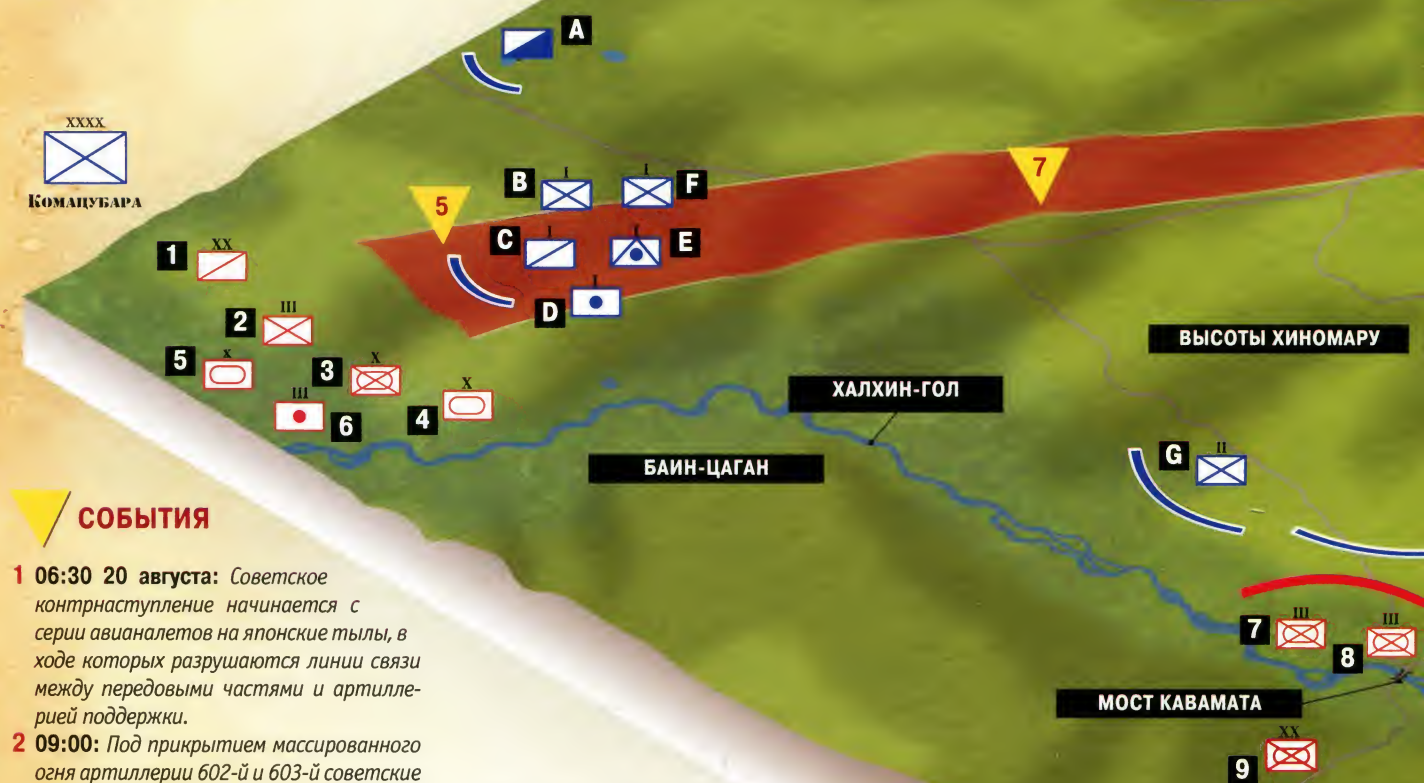 A
XXXX
КОМАЦУБАРА
B
I
I
F
7
5
C
I
I
E
I
D
1
XX
2
III
5
X
3
X
4
X
III
6
ВЫСОТЫ ХИНОМАРУ
ХАЛХИН-ГОЛ
БАИН-ЦАГАН
G
II
СОБЫТИЯ
1 06:30 20 августа: Советское
контрнаступление начинается с
серии авианалетов на японские тылы, в
ходе которых разрушаются линии связи
между передовыми частями и артилле-
рией поддержки.
2 09:00: Под прикрытием массированного
огня артиллерии 602-й и 603-й советские
7
III
8
III
МОСТ КАВАМАТА
9
XX